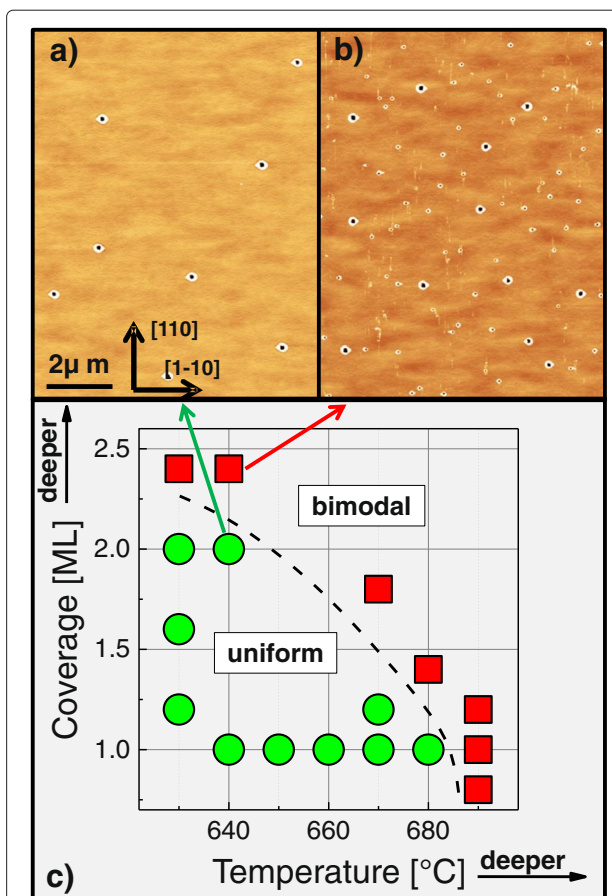 a)
b)
[110]
[1-10]
2µ m
deeper
Coverage [ML]
2.5
2.0
1.5
1.0
bimodal
uniform
640
660
680
c)
Temperature [°C]
deeper